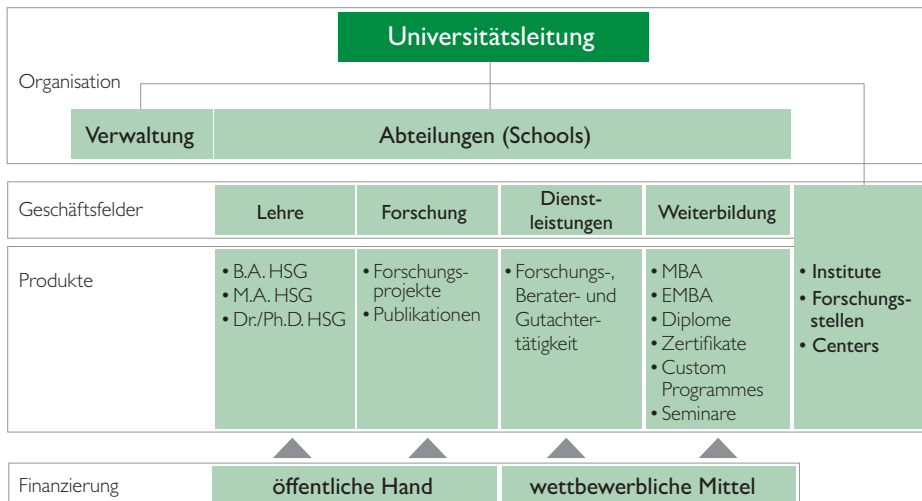 Universitätsleitung
Organisation
Verwaltung
Abteilungen (Schools)
Geschäftsfelder
Lehre
Forschung
Dienst-
leistungen
Weiterbildung
Produkte
• B.A. HSG
• M.A. HSG
• Dr./Ph.D. HSG
• Forschungs-
projekte
• Publikationen
• Forschungs-,
Berater- und
Gutachter-
tätigkeit
• MBA
• EMBA
• Diplome
• Zertifikate
• Custom
Programmes
• Seminare
• Institute
• Forschungs-
stellen
• Centers
Finanzierung
öffentliche Hand
wettbewerbliche Mittel